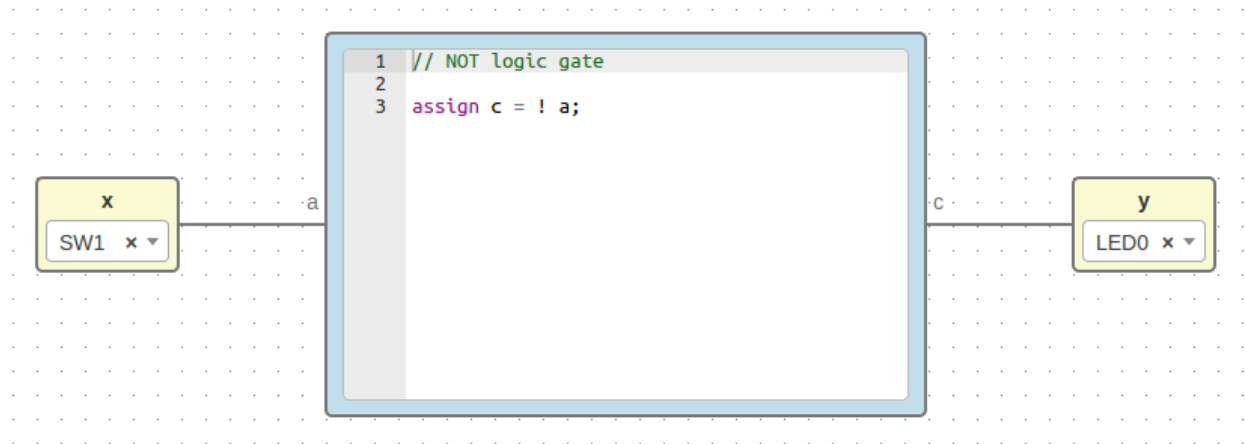 1 // NOT logic gate
2
3 assign c = ! a;
x
SW1 × 
a
c
y
LED0 ×